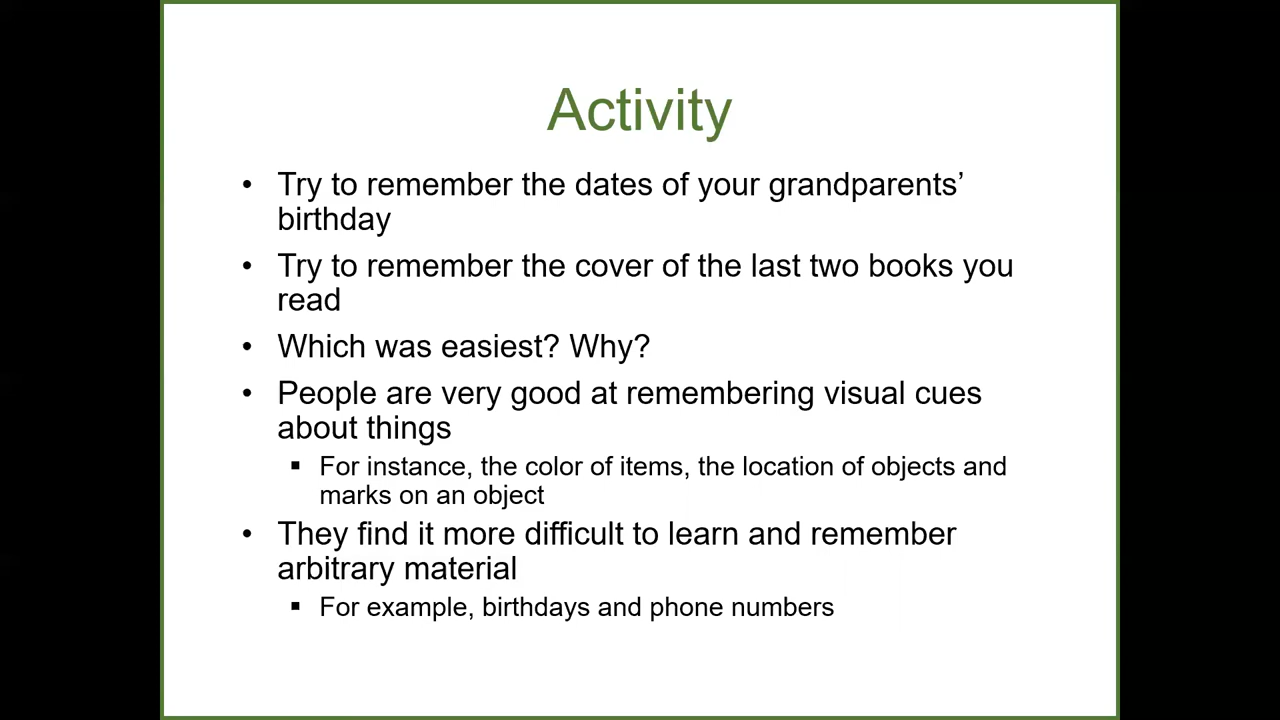 Activity
• Try to remember the dates of your grandparents’
birthday
• Try to remember the cover of the last two books you
read
• Which was easiest? Why?
• People are very good at remembering visual cues
about things
▪ For instance, the color of items, the location of objects and
marks on an object
• They find it more difficult to learn and remember
arbitrary material
▪ For example, birthdays and phone numbers